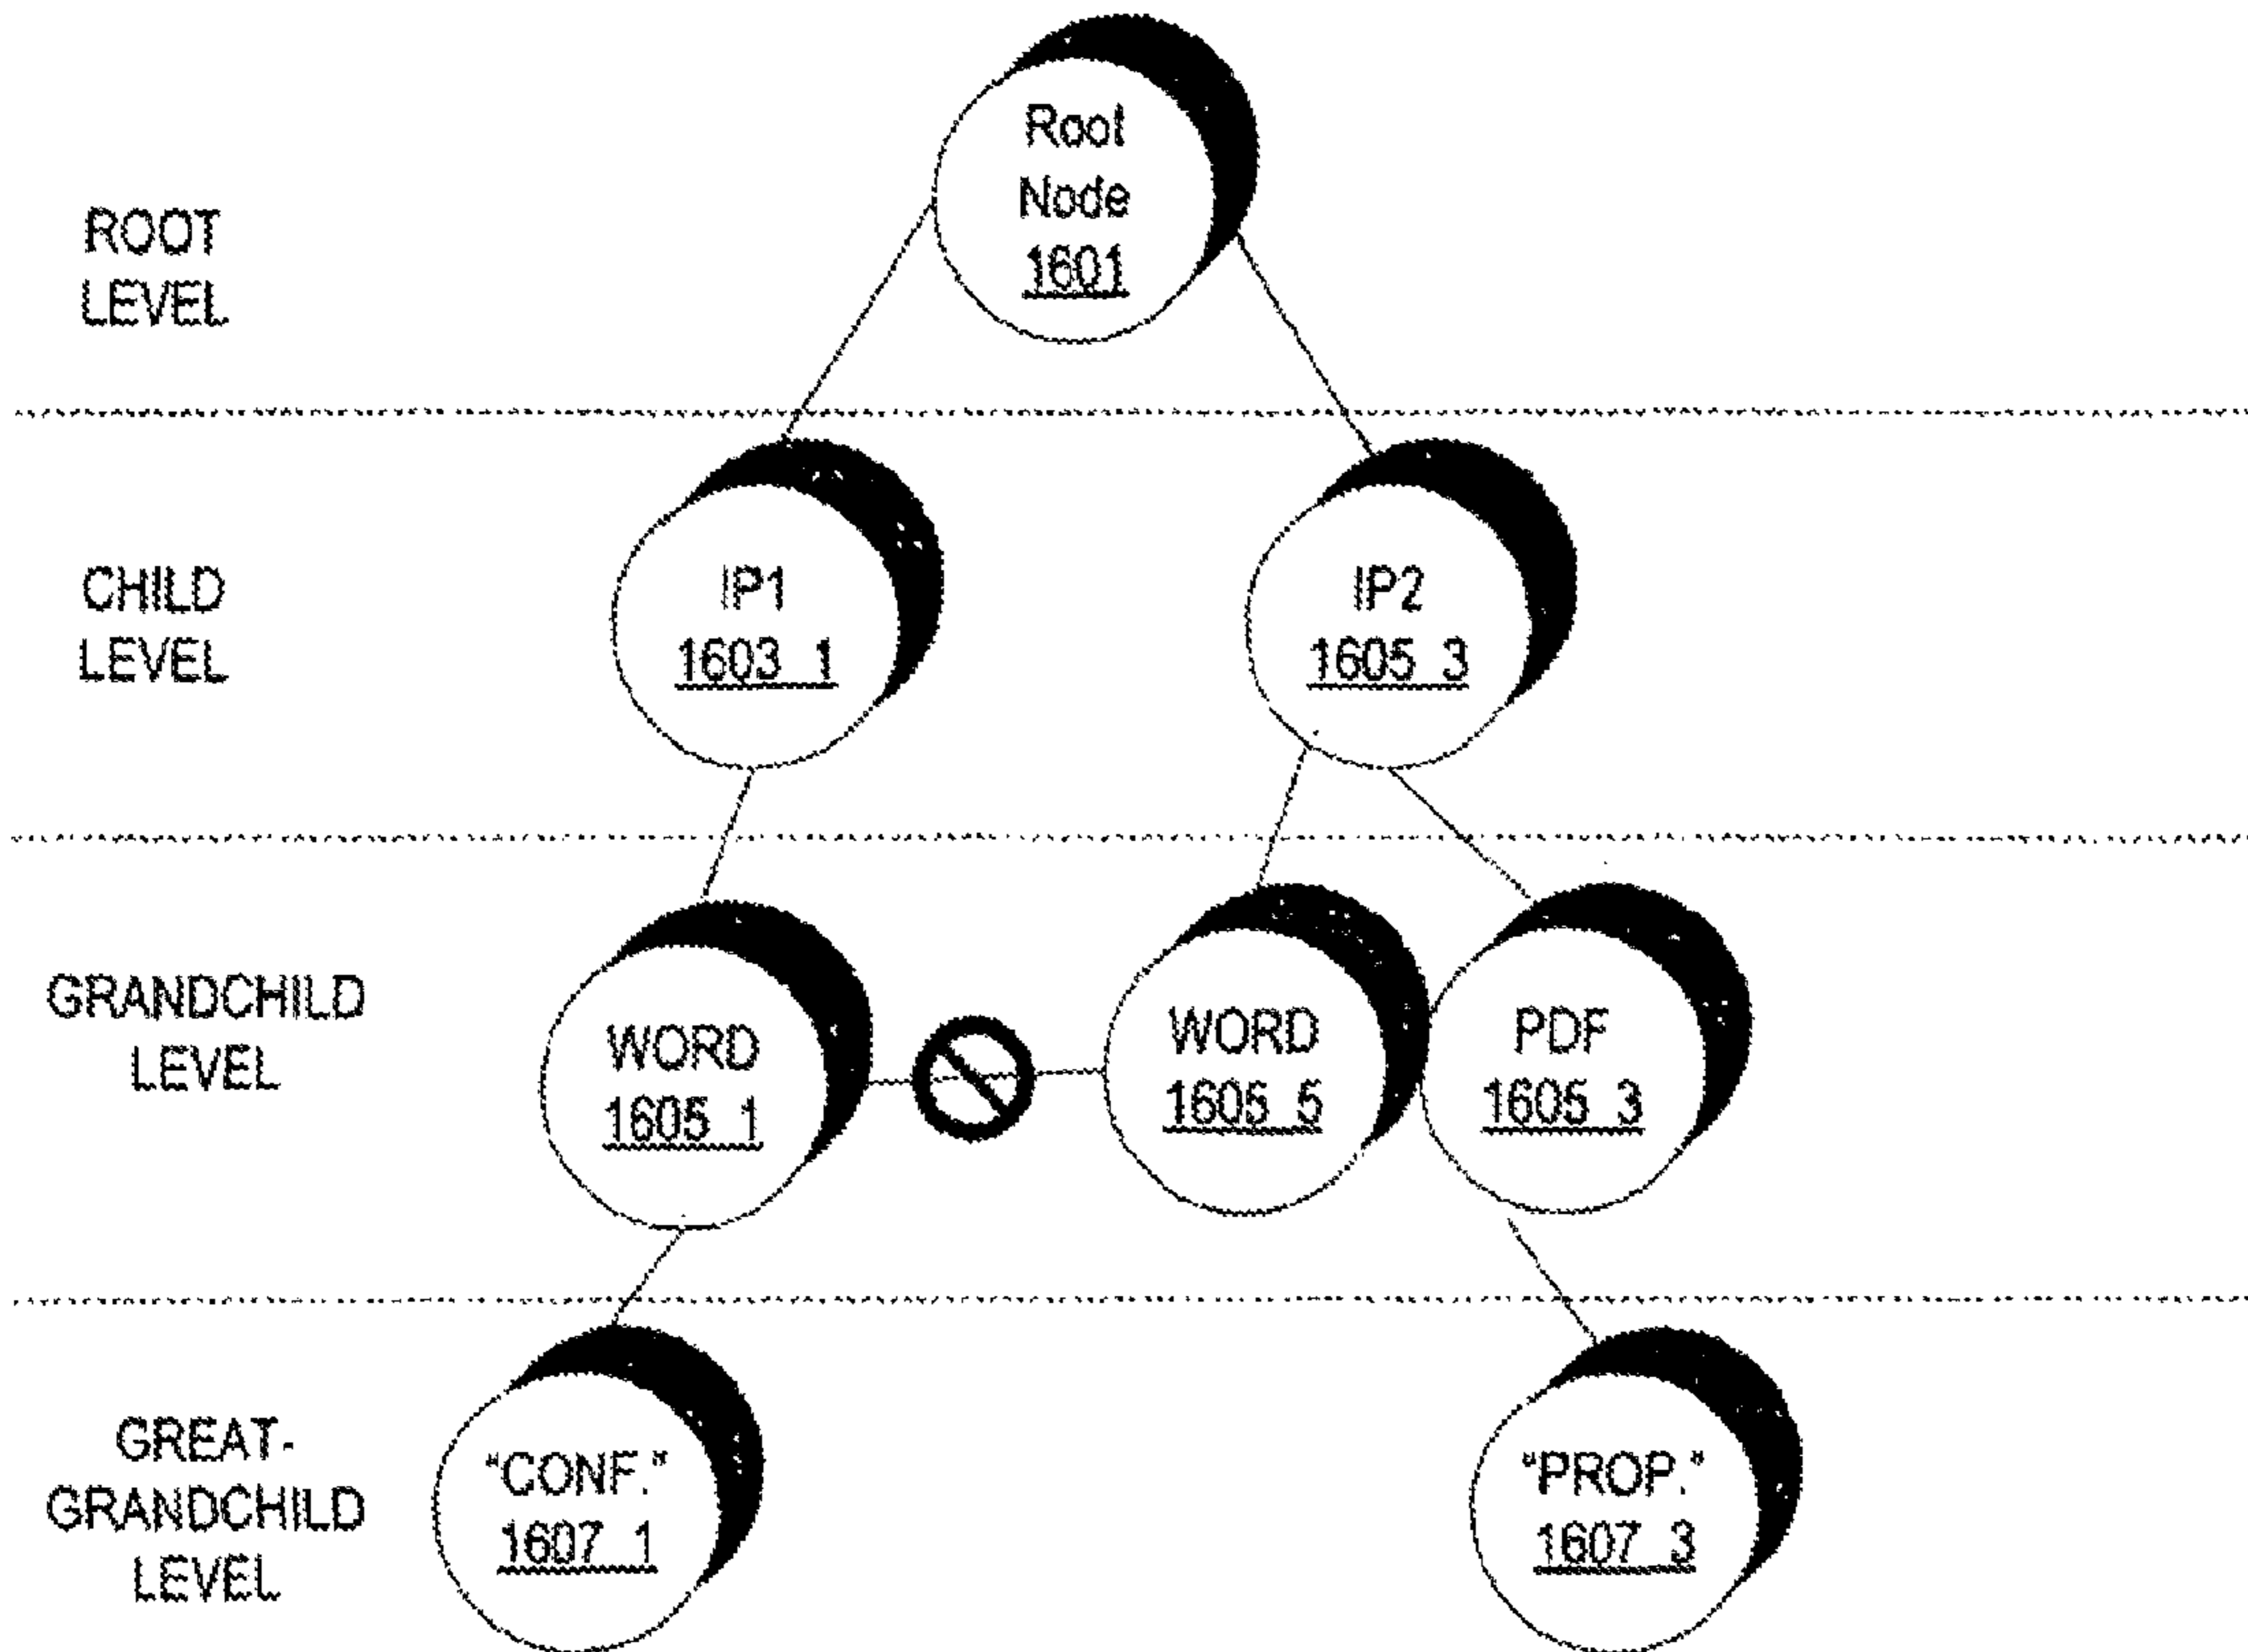 Root
Node
1601
ROOT
LEVEL
IP1
1603_1
IP2
1605_3
CHILD
LEVEL
WORD
1605_1
WORD
1605_5
PDF
1605_3
GRANDCHILD
LEVEL
"CONF."
1607_1
"PROP."
1607_3
GREAT-
GRANDCHILD
LEVEL